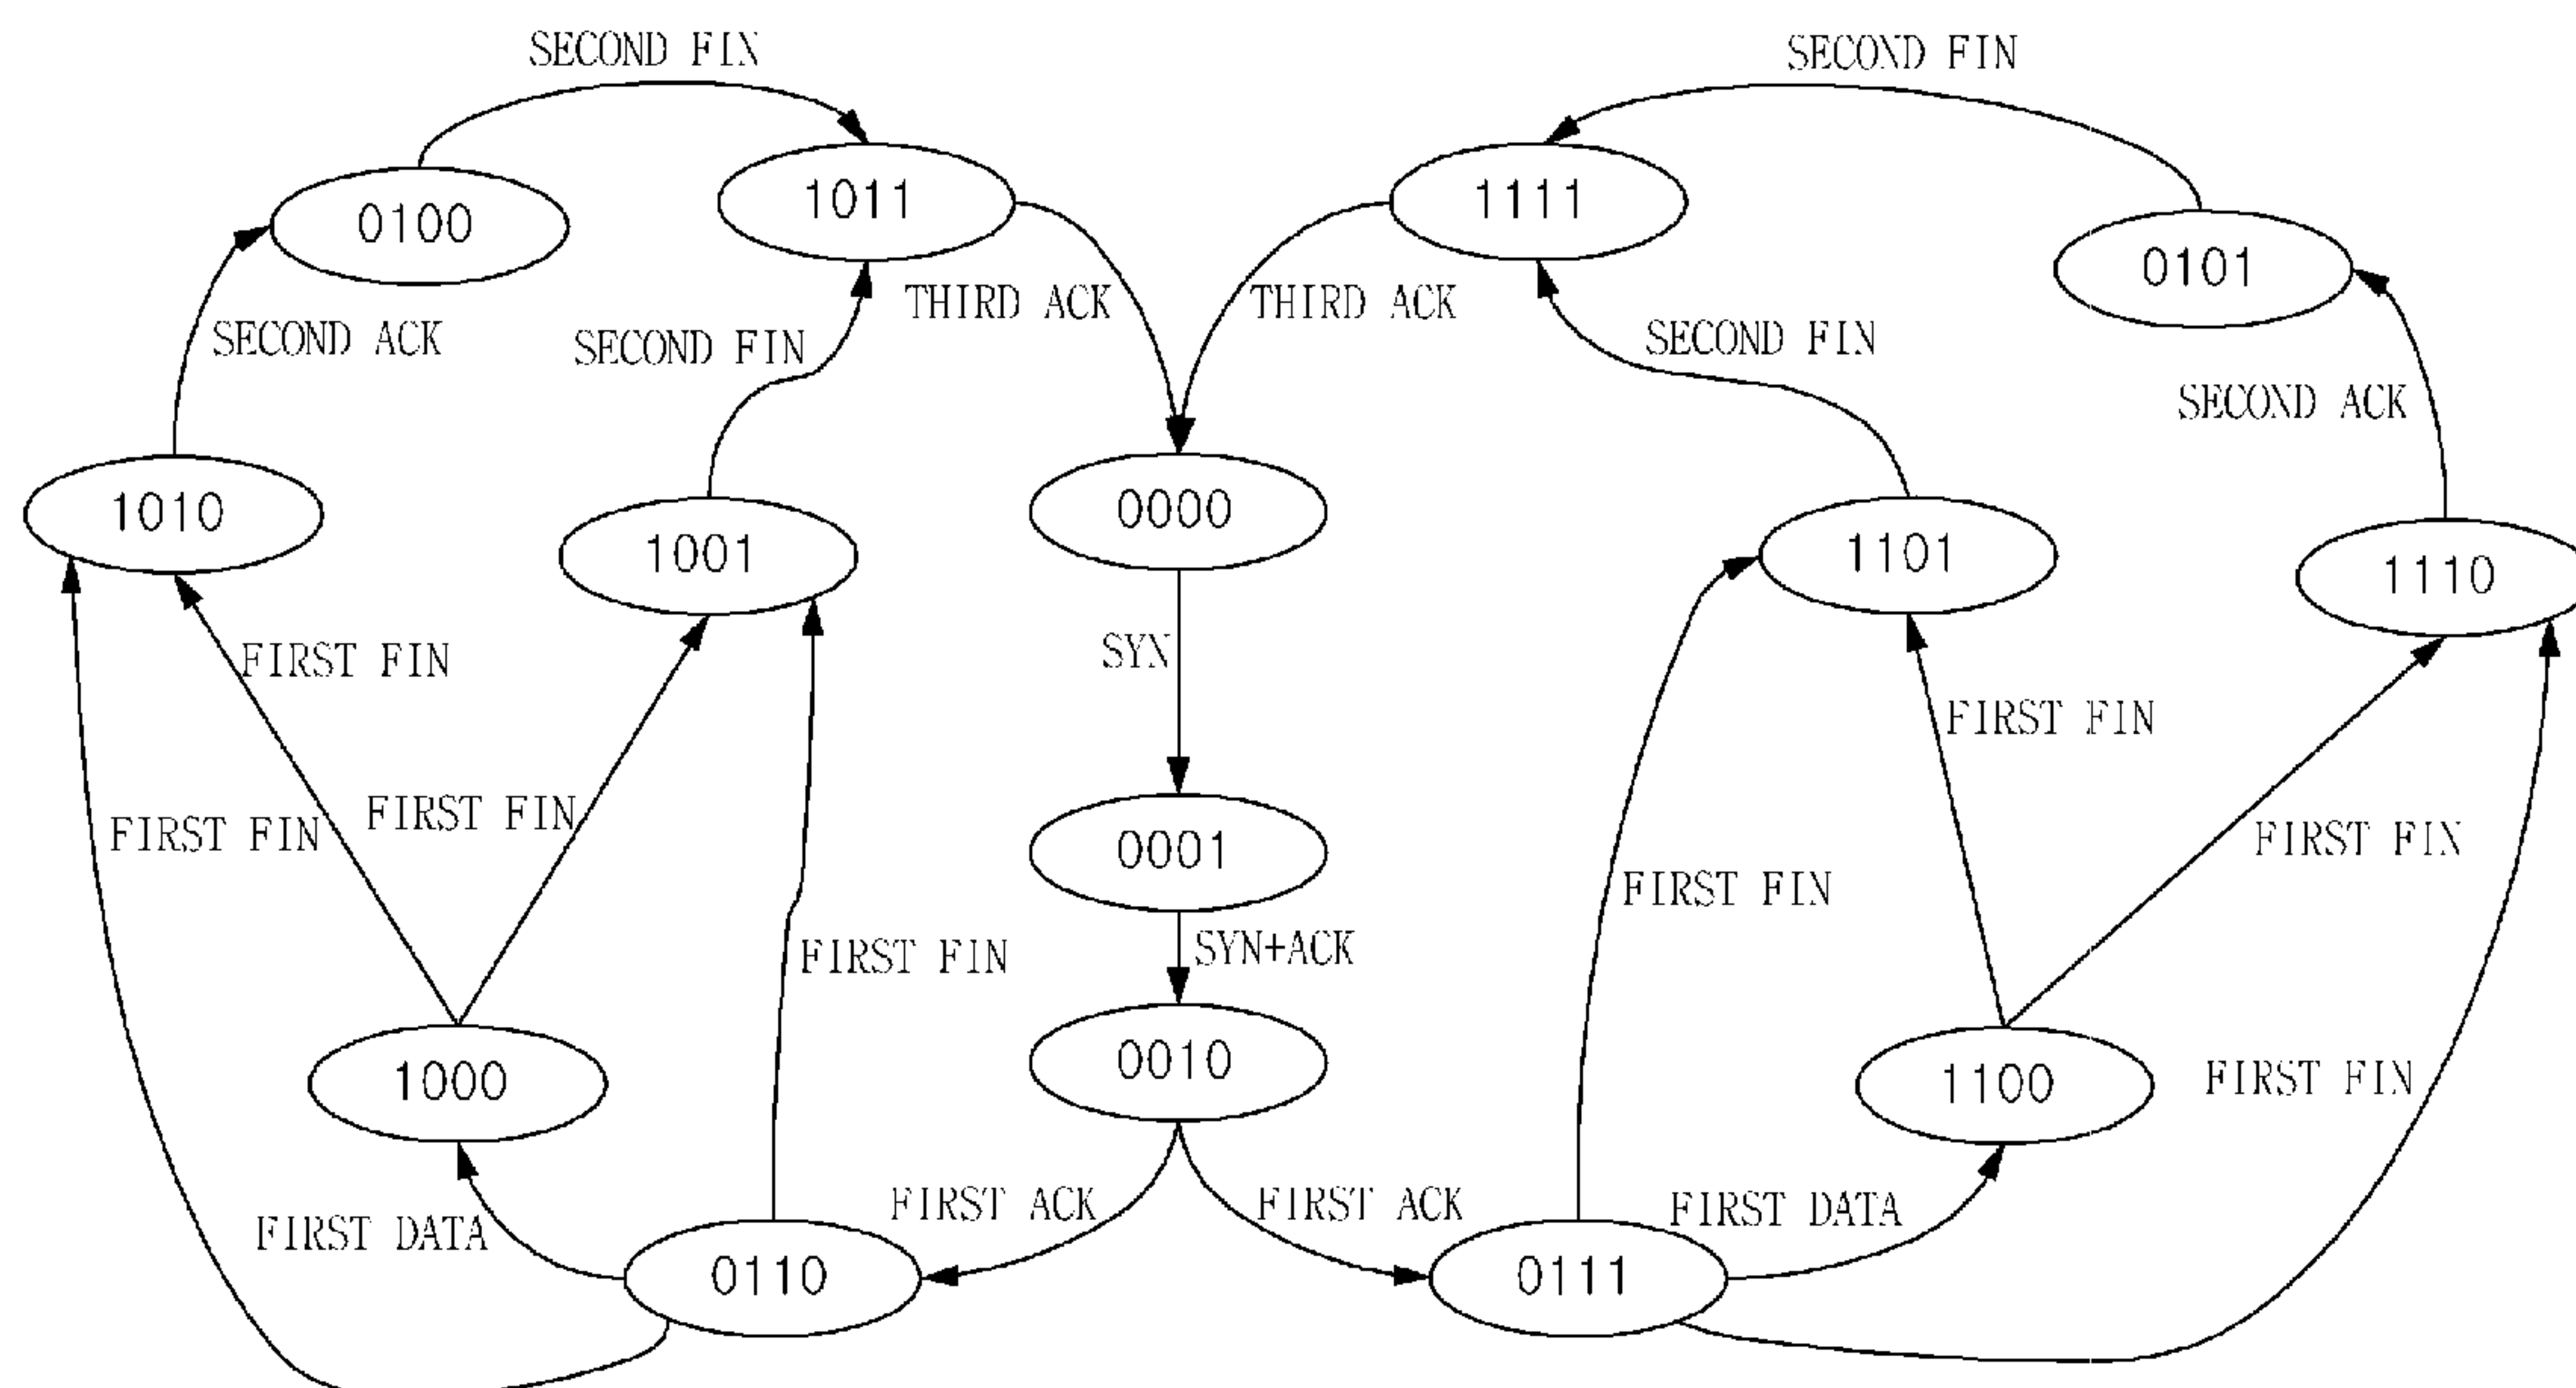 SECOND FIN
SECOND FIN
0100
1011
1111
0101
SECOND ACK
SECOND FIN
THIRD ACK
THIRD ACK
SECOND FIN
SECOND ACK
1010
1001
0000
1101
1110
FIRST FIN
SYN
FIRST FIN
FIRST FIN
FIRST FIN
FIRST FIN
0001
FIRST FIN
FIRST FIN
SYN+ACK
1000
0010
1100
FIRST FIN
FIRST DATA
FIRST ACK
FIRST ACK
FIRST DATA
0110
0111